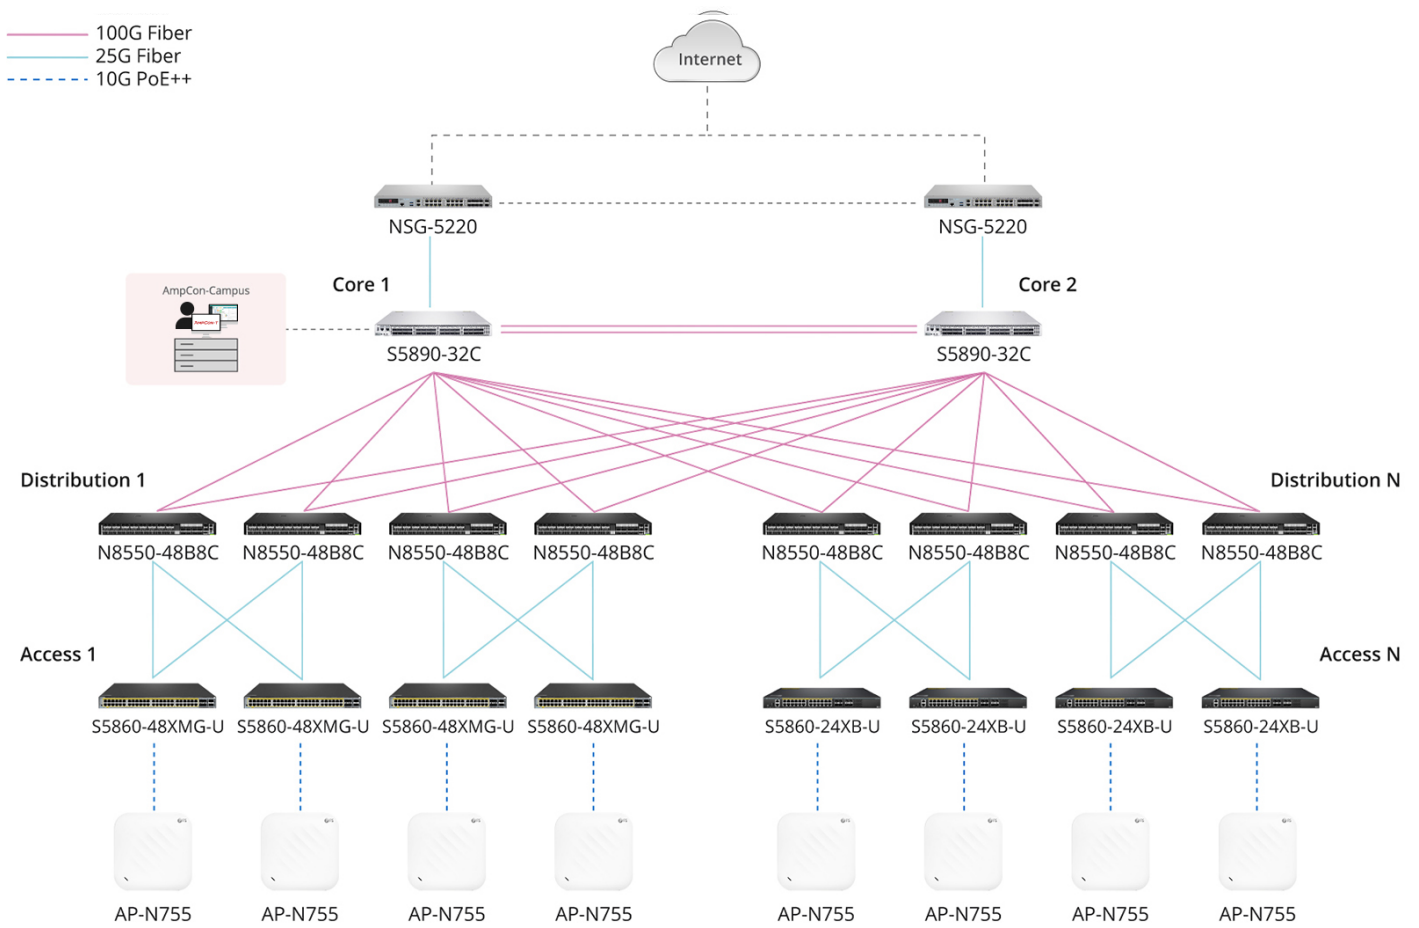 100G Fiber
25G Fiber
10G PoE++
Internet
NSG-5220
NSG-5220
Core 1
Core 2
AmpCon-Campus
S5890-32C
S5890-32C
Distribution 1
Distribution N
N8550-48B8C
N8550-48B8C
N8550-48B8C
N8550-48B8C
N8550-48B8C
N8550-48B8C
N8550-48B8C
N8550-48B8C
Access 1
Access N
S5860-48XMG-U
S5860-48XMG-U
S5860-48XMG-U
S5860-48XMG-U
S5860-24XB-U
S5860-24XB-U
S5860-24XB-U
S5860-24XB-U
AP-N755
AP-N755
AP-N755
AP-N755
AP-N755
AP-N755
AP-N755
AP-N755